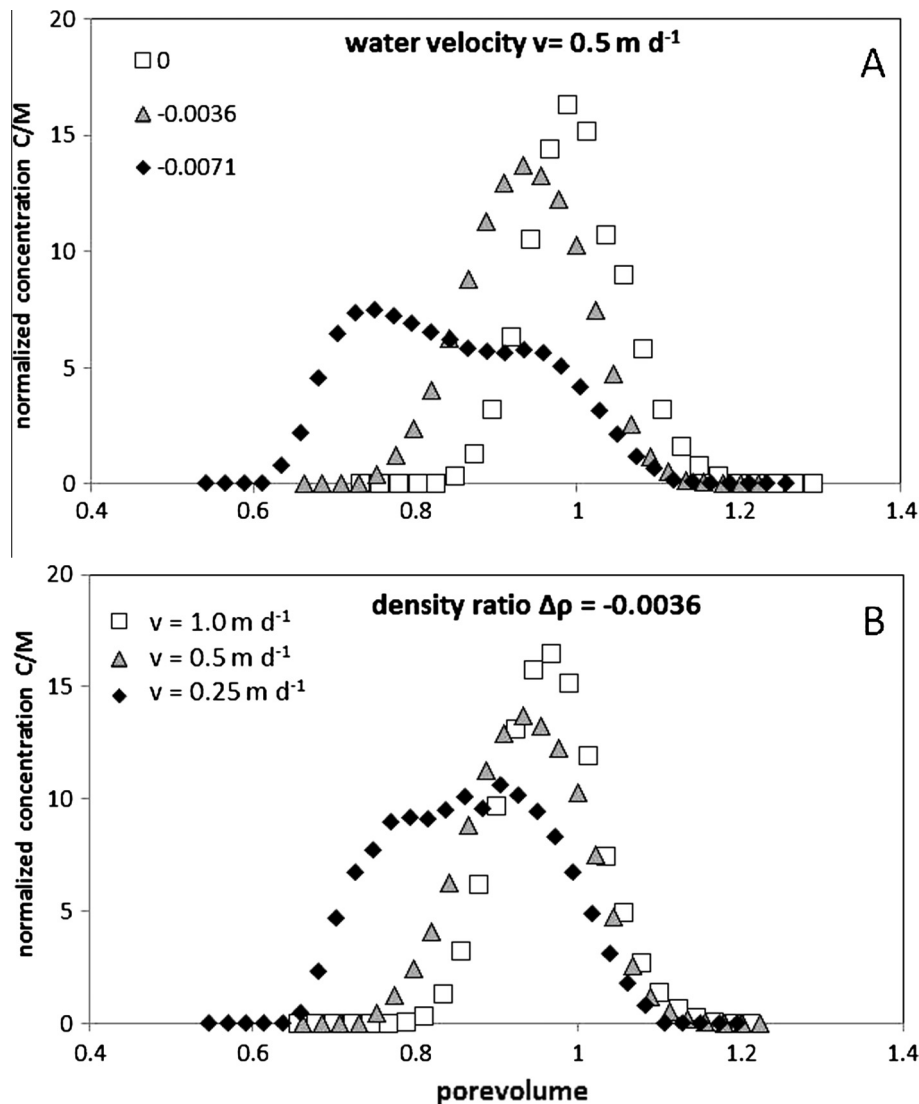 20
water velocity v= 0.5 m d-1
A
0
-0.0036
-0.0071
15
10
5
0
normalized concentration C/M
0.4 0.6 0.8 1 1.2 1.4
20
density ratio Δρ = -0.0036
B
v = 1.0 m d-1
v = 0.5 m d-1
v = 0.25 m d-1
15
10
5
0
normalized concentration C/M
0.4 0.6 0.8 1 1.2 1.4
porevolume